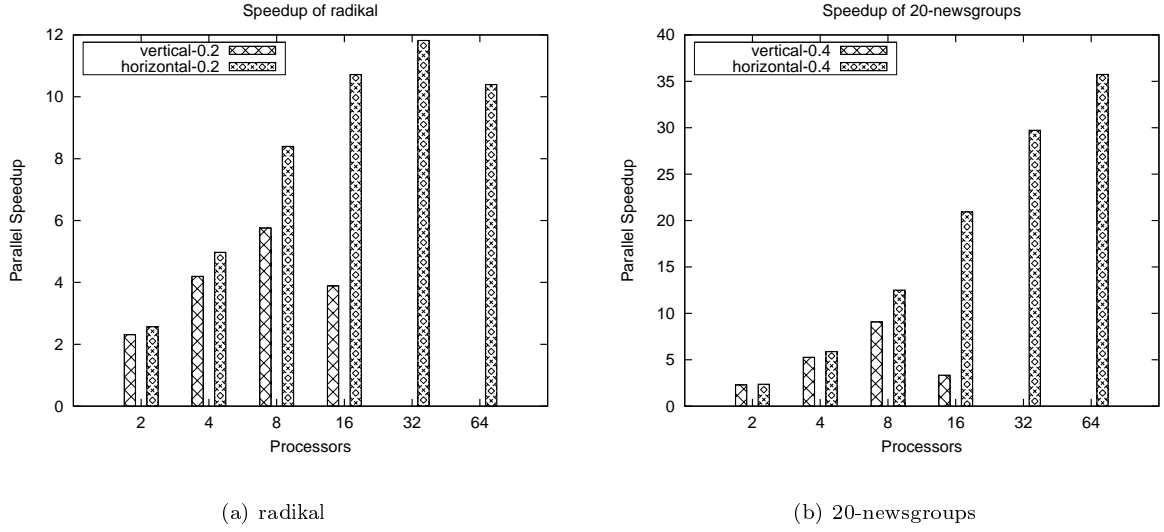 Speedup of radikal
12
10
8
6
4
2
0
Parallel Speedup
vertical-0.2
horizontal-0.2
2 4 8 16 32 64
Processors
(a) radikal
Speedup of 20-newsgroups
40
35
30
25
20
15
10
5
0
Parallel Speedup
vertical-0.4
horizontal-0.4
2 4 8 16 32 64
Processors
(b) 20-newsgroups